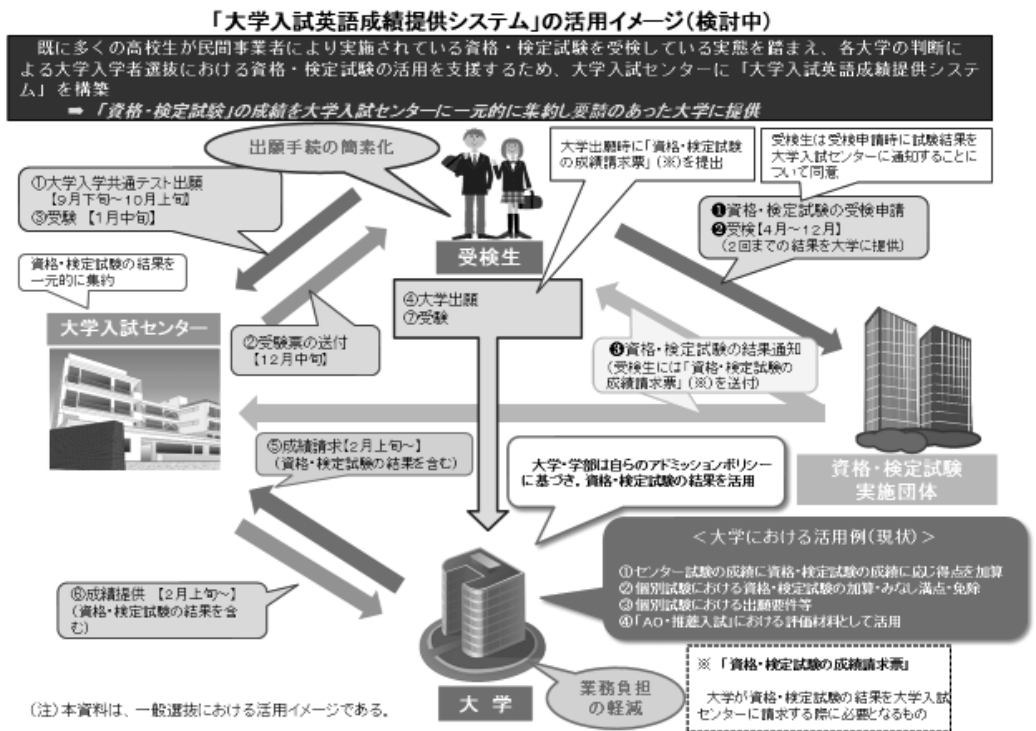 「大学入試英語成績提供システム」の活用イメージ(検討中)
既に多くの高校生が民間事業者により実施されている資格・検定試験を受検している実態を踏まえ、各大学の判断に
よる大学入学者選抜における資格・検定試験の活用を支援するため、大学入試センターに「大学入試英語成績提供システ
ム」を構築
➡ 「資格・検定試験」の成績を大学入試センターに一元的に集約し要請のあった大学に提供
出願手続の簡素化
大学出願時に「資格・検定試験
の成績請求票」(※)を提出
受検生は受検申請時に試験結果を
大学入試センターに通知することに
ついて同意
①大学入学共通テスト出願
【9月下旬～10月上旬】
③受験 【1月中旬】
❶資格・検定試験の受検申請
❷受検【4月～12月】
(2回までの結果を大学に提供)
受検生
資格・検定試験の結果を
一元的に集約
大学入試センター
②受験票の送付
【12月中旬】
④大学出願
⑦受験
❸資格・検定試験の結果通知
(受検生には「資格・検定試験の
成績請求票」(※)を送付)
⑤成績請求【2月上旬～】
(資格・検定試験の結果を含む)
大学・学部は自らのアドミッションポリシー
に基づき、資格・検定試験の結果を活用
資格・検定試験
実施団体
<大学における活用例(現状)>
①センター試験の成績に資格・検定試験の成績に応じ得点を加算
②個別試験における資格・検定試験の加算・みなし満点・免除
③個別試験における出願要件等
④「AO・推薦入試」における評価材料として活用
⑥成績提供 【2月上旬～】
(資格・検定試験の結果を含
む)
大 学
業務負担
の軽減
※ 「資格・検定試験の成績請求票」
大学が資格・検定試験の結果を大学入試
センターに請求する際に必要となるもの
(注)本資料は、一般選抜における活用イメージである。